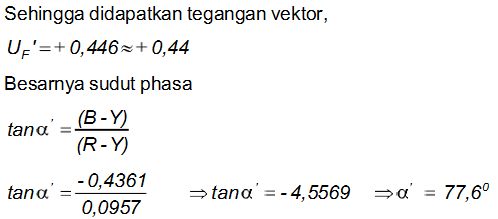 Sehingga didapatkan tegangan vektor,
U_F' = + 0,446 ≈ + 0,44
Besarnya sudut phasa
tan α' = (B - Y) / (R - Y)
tan α' = - 0,4361 / 0,0957 ⇒ tan α' = - 4,5569 ⇒ α' = 77,6⁰